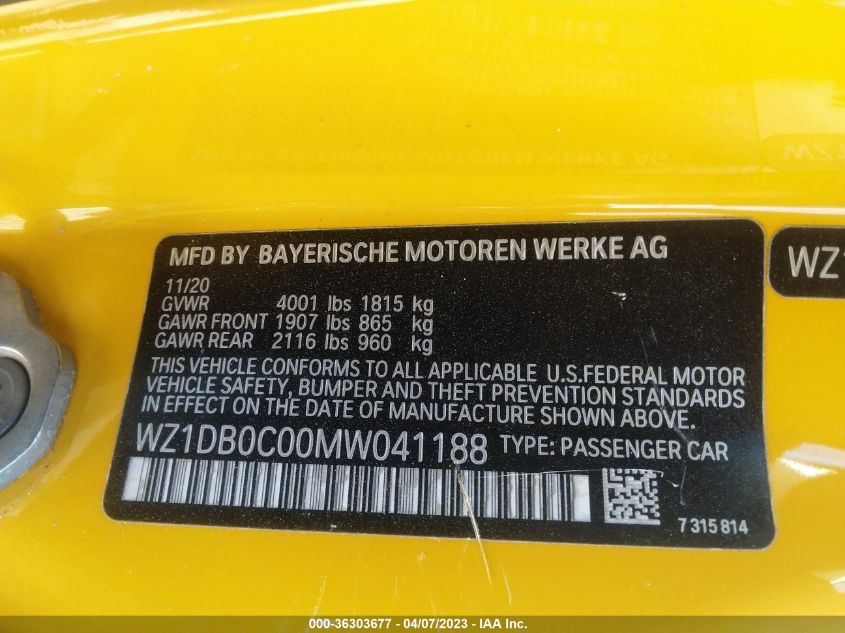 MFD BY BAYERISCHE MOTOREN WERKE AG
11/20
GVWR 4001 lbs 1815 kg
GAWR FRONT 1907 lbs 865 kg
GAWR REAR 2116 lbs 960 kg
THIS VEHICLE CONFORMS TO ALL APPLICABLE U.S.FEDERAL MOTOR
VEHICLE SAFETY, BUMPER AND THEFT PREVENTION STANDARDS
IN EFFECT ON THE DATE OF MANUFACTURE SHOWN ABOVE.
WZ1DB0C00MW041188 TYPE: PASSENGER CAR
7 315 814
WZ1
000-36303677 - 04/07/2023 - IAA Inc.